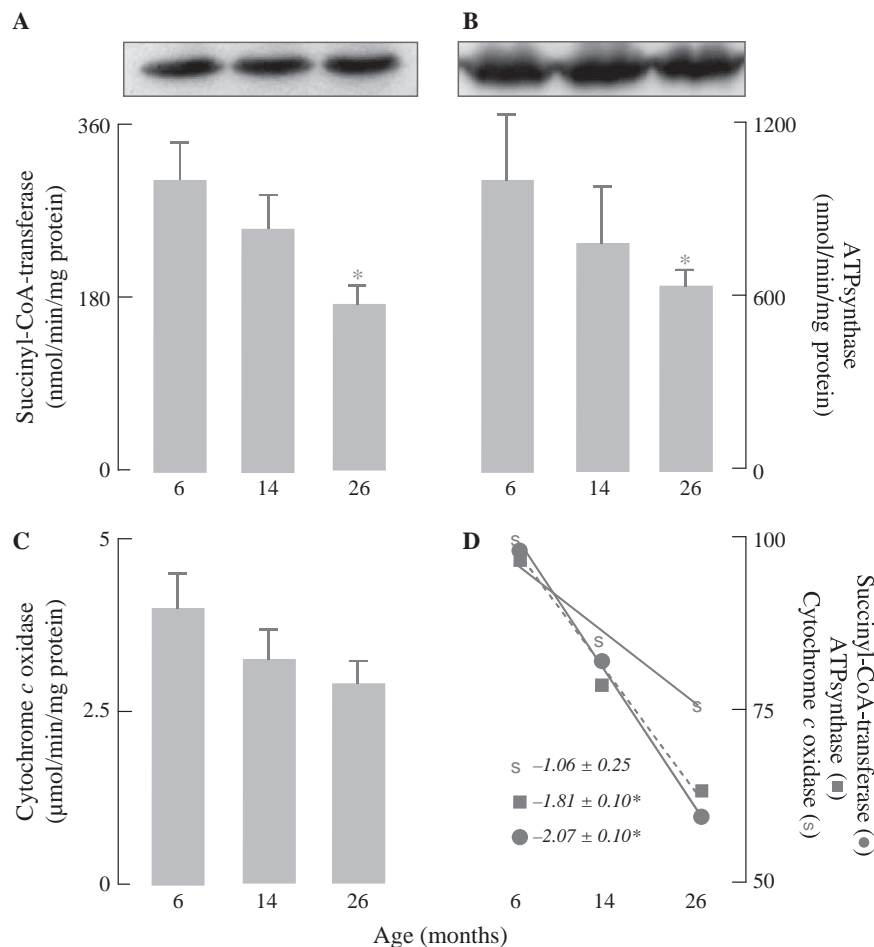 A
B
360
180
0
Succinyl-CoA-transferase
(nmol/min/mg protein)
*
6
14
26
1200
600
0
ATPsynthase
(nmol/min/mg protein)
*
6
14
26
C
5
2.5
0
Cytochrome c oxidase
(μmol/min/mg protein)
6
14
26
D
100
75
50
Succinyl-CoA-transferase (●)
ATPsynthase (■)
Cytochrome c oxidase (s)
s
s
s
s –1.06 ± 0.25
■ –1.81 ± 0.10*
● –2.07 ± 0.10*
6
14
26
Age (months)